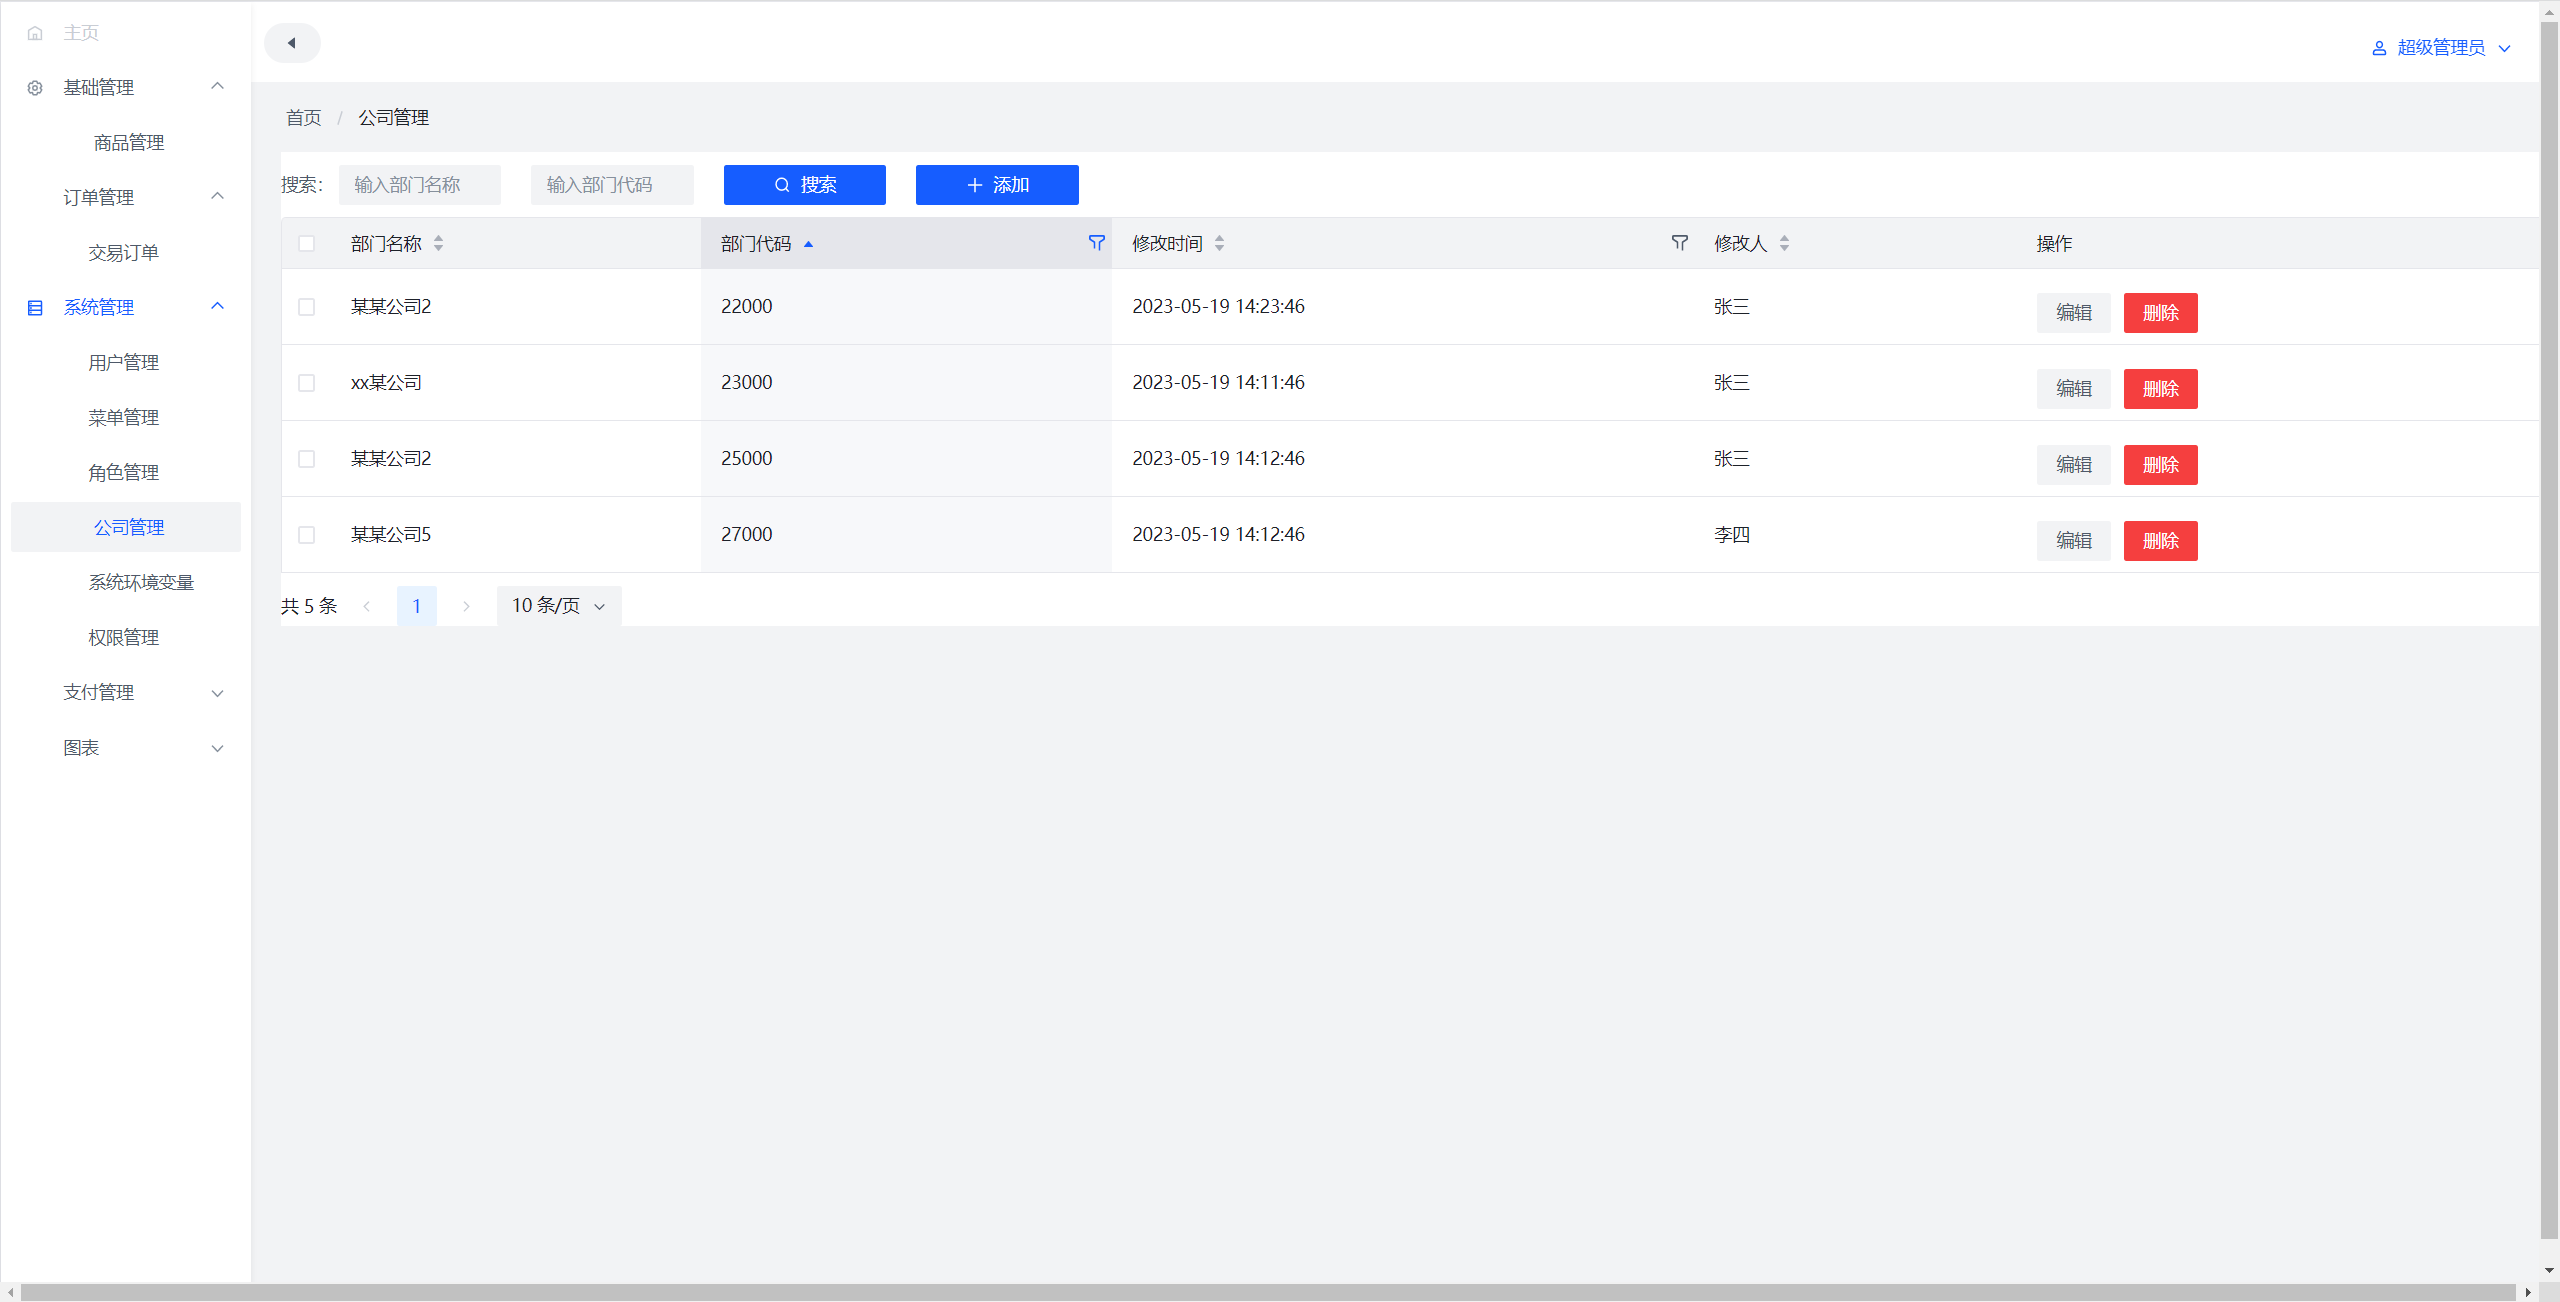 主页
基础管理
商品管理
订单管理
交易订单
系统管理
用户管理
菜单管理
角色管理
公司管理
系统环境变量
权限管理
支付管理
图表
超级管理员
首页 / 公司管理
搜索： 输入部门名称 输入部门代码 搜索 添加
部门名称 部门代码 修改时间 修改人 操作
某某公司2 22000 2023-05-19 14:23:46 张三 编辑 删除
xx某公司 23000 2023-05-19 14:11:46 张三 编辑 删除
某某公司2 25000 2023-05-19 14:12:46 张三 编辑 删除
某某公司5 27000 2023-05-19 14:12:46 李四 编辑 删除
共 5 条 1 10 条/页